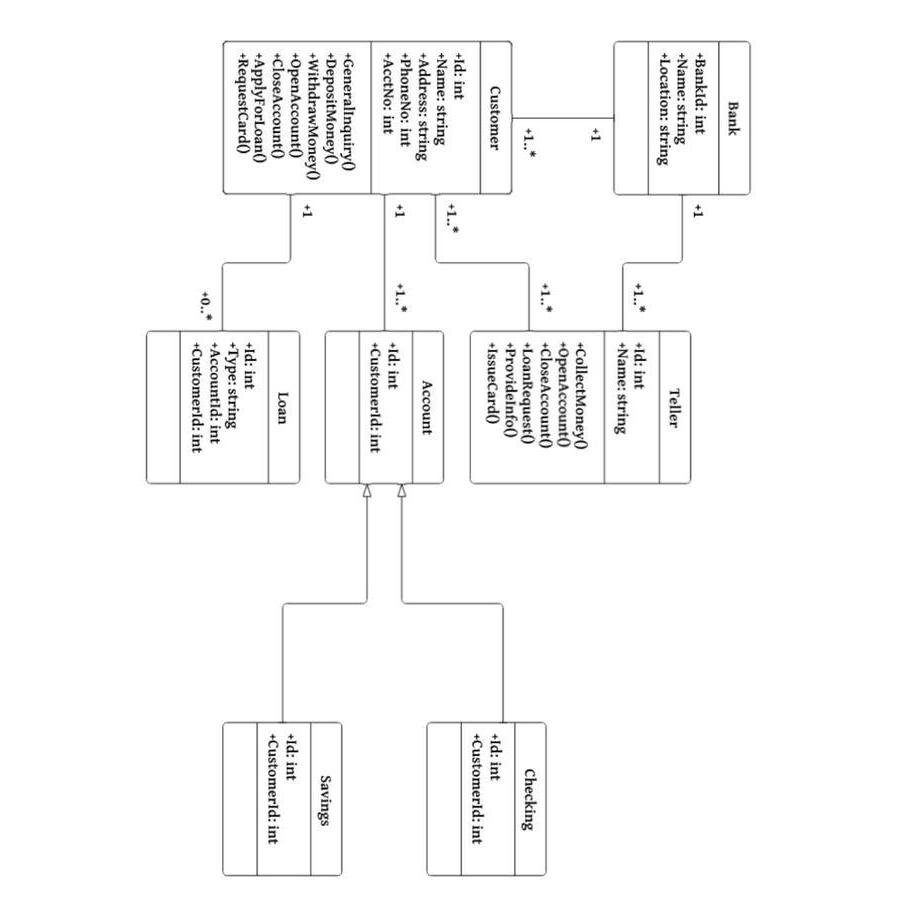 Bank
+BankId: int
+Name: string
+Location: string
+1
+1
+1..*
+1..*
Teller
+Id: int
+Name: string
+CollectMoney()
+OpenAccount()
+CloseAccount()
+LoanRequest()
+ProvideInfo()
+IssueCard()
Customer
+Id: int
+Name: string
+Address: string
+PhoneNo: int
+AcctNo: int
+GeneralInquiry()
+DepositMoney()
+WithdrawMoney()
+OpenAccount()
+CloseAccount()
+ApplyForLoan()
+RequestCard()
+1..*
+1..*
+1
+1..*
+1
+0..*
Account
+Id: int
+CustomerId: int
Loan
+Id: int
+Type: string
+AccountId: int
+CustomerId: int
Checking
+Id: int
+CustomerId: int
Savings
+Id: int
+CustomerId: int